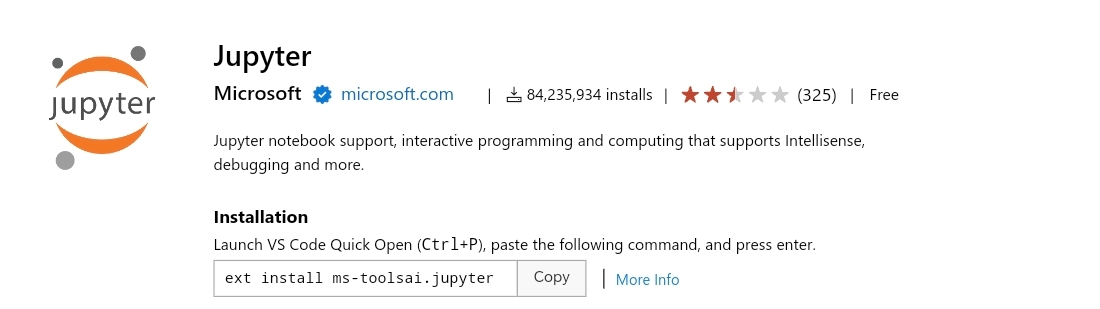 Jupyter
jupyter
Microsoft microsoft.com | 84,235,934 installs | (325) | Free
Jupyter notebook support, interactive programming and computing that supports Intellisense,
debugging and more.
Installation
Launch VS Code Quick Open (Ctrl+P), paste the following command, and press enter.
ext install ms-toolsai.jupyter Copy | More Info